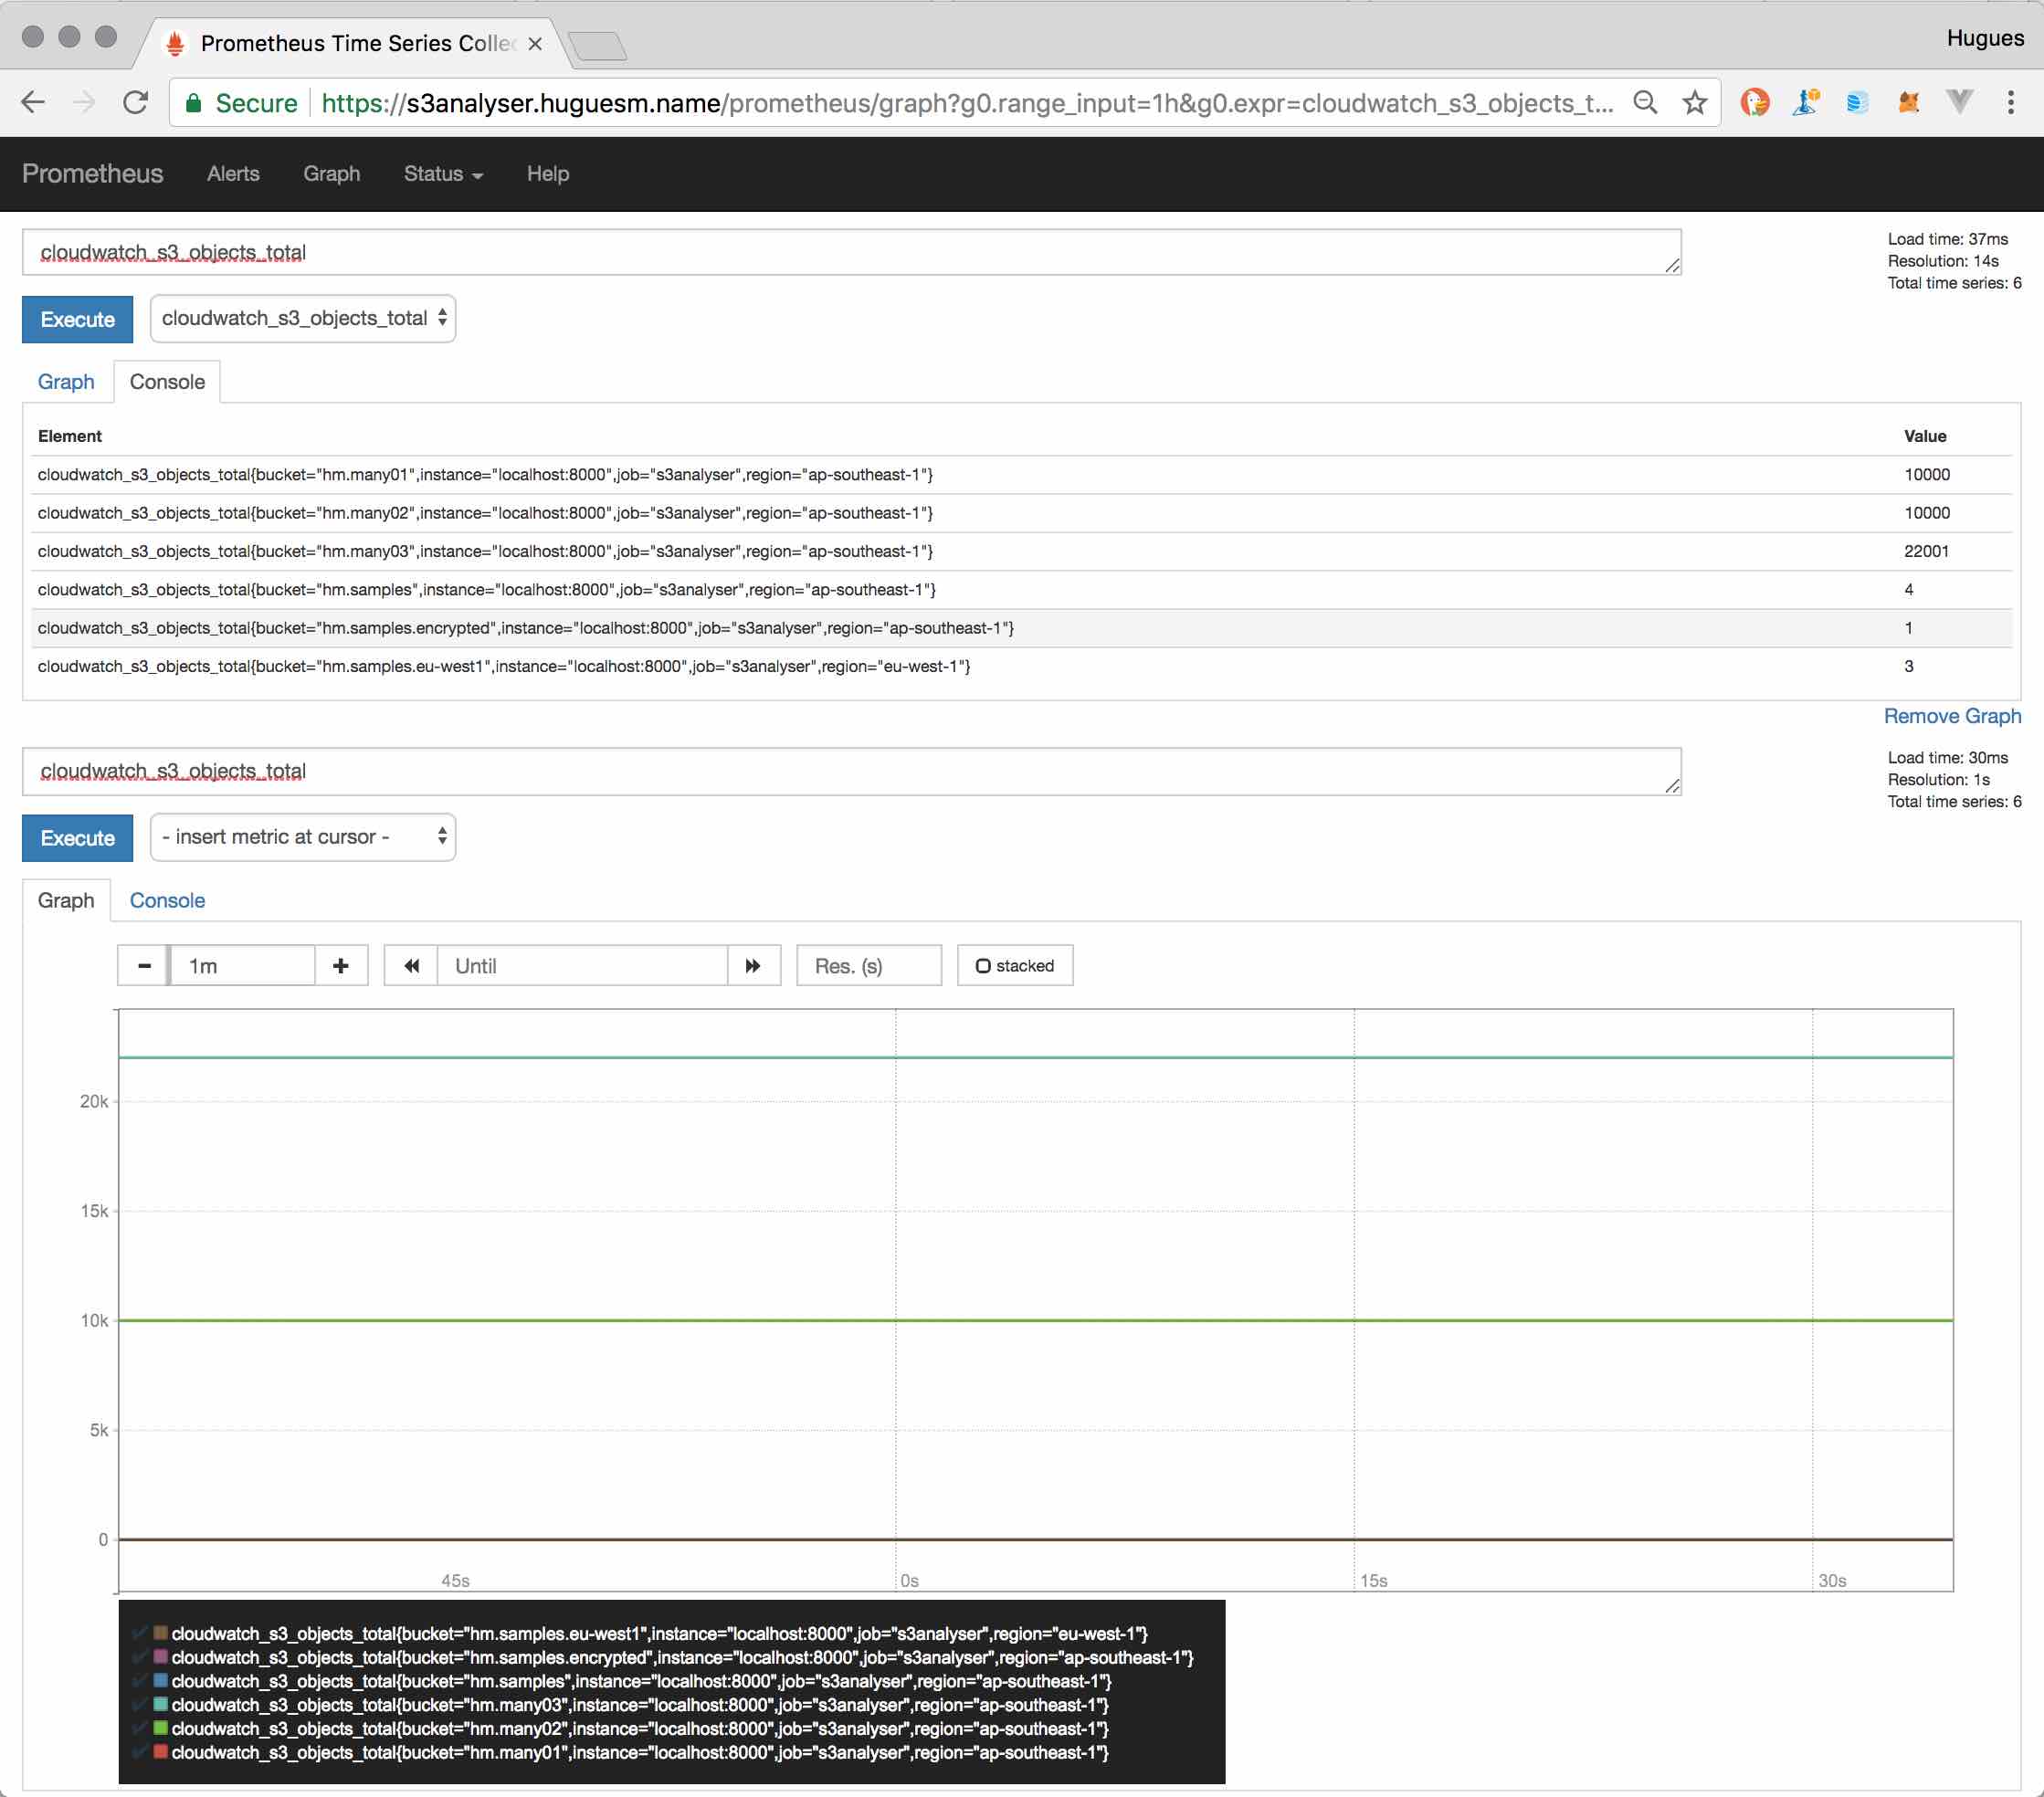 Prometheus Time Series Collec
Hugues
Secure https://s3analyser.huguesm.name/prometheus/graph?g0.range_input=1h&g0.expr=cloudwatch_s3_objects_t...
Prometheus Alerts Graph Status Help
cloudwatch_s3_objects_total
Load time: 37ms
Resolution: 14s
Total time series: 6
Execute cloudwatch_s3_objects_total
Graph Console
Element Value
cloudwatch_s3_objects_total{bucket="hm.many01",instance="localhost:8000",job="s3analyser",region="ap-southeast-1"} 10000
cloudwatch_s3_objects_total{bucket="hm.many02",instance="localhost:8000",job="s3analyser",region="ap-southeast-1"} 10000
cloudwatch_s3_objects_total{bucket="hm.many03",instance="localhost:8000",job="s3analyser",region="ap-southeast-1"} 22001
cloudwatch_s3_objects_total{bucket="hm.samples",instance="localhost:8000",job="s3analyser",region="ap-southeast-1"} 4
cloudwatch_s3_objects_total{bucket="hm.samples.encrypted",instance="localhost:8000",job="s3analyser",region="ap-southeast-1"} 1
cloudwatch_s3_objects_total{bucket="hm.samples.eu-west1",instance="localhost:8000",job="s3analyser",region="eu-west-1"} 3
Remove Graph
cloudwatch_s3_objects_total
Load time: 30ms
Resolution: 1s
Total time series: 6
Execute - insert metric at cursor -
Graph Console
1m Until Res. (s) stacked
20k
15k
10k
5k
0
45s 0s 15s 30s
cloudwatch_s3_objects_total{bucket="hm.samples.eu-west1",instance="localhost:8000",job="s3analyser",region="eu-west-1"}
cloudwatch_s3_objects_total{bucket="hm.samples.encrypted",instance="localhost:8000",job="s3analyser",region="ap-southeast-1"}
cloudwatch_s3_objects_total{bucket="hm.samples",instance="localhost:8000",job="s3analyser",region="ap-southeast-1"}
cloudwatch_s3_objects_total{bucket="hm.many03",instance="localhost:8000",job="s3analyser",region="ap-southeast-1"}
cloudwatch_s3_objects_total{bucket="hm.many02",instance="localhost:8000",job="s3analyser",region="ap-southeast-1"}
cloudwatch_s3_objects_total{bucket="hm.many01",instance="localhost:8000",job="s3analyser",region="ap-southeast-1"}